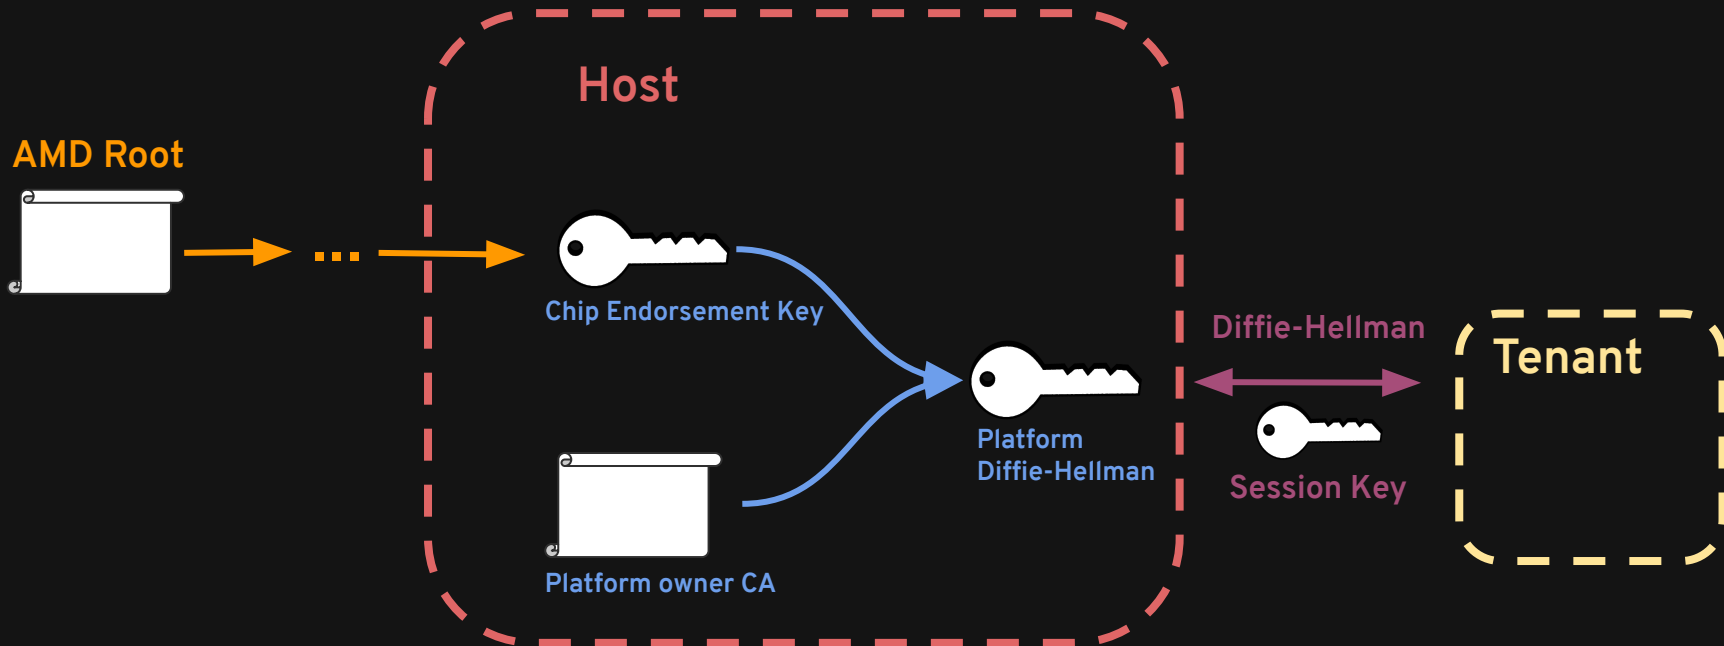 Host
AMD Root
...
Chip Endorsement Key
Diffie-Hellman
Tenant
Platform
Diffie-Hellman
Session Key
Platform owner CA